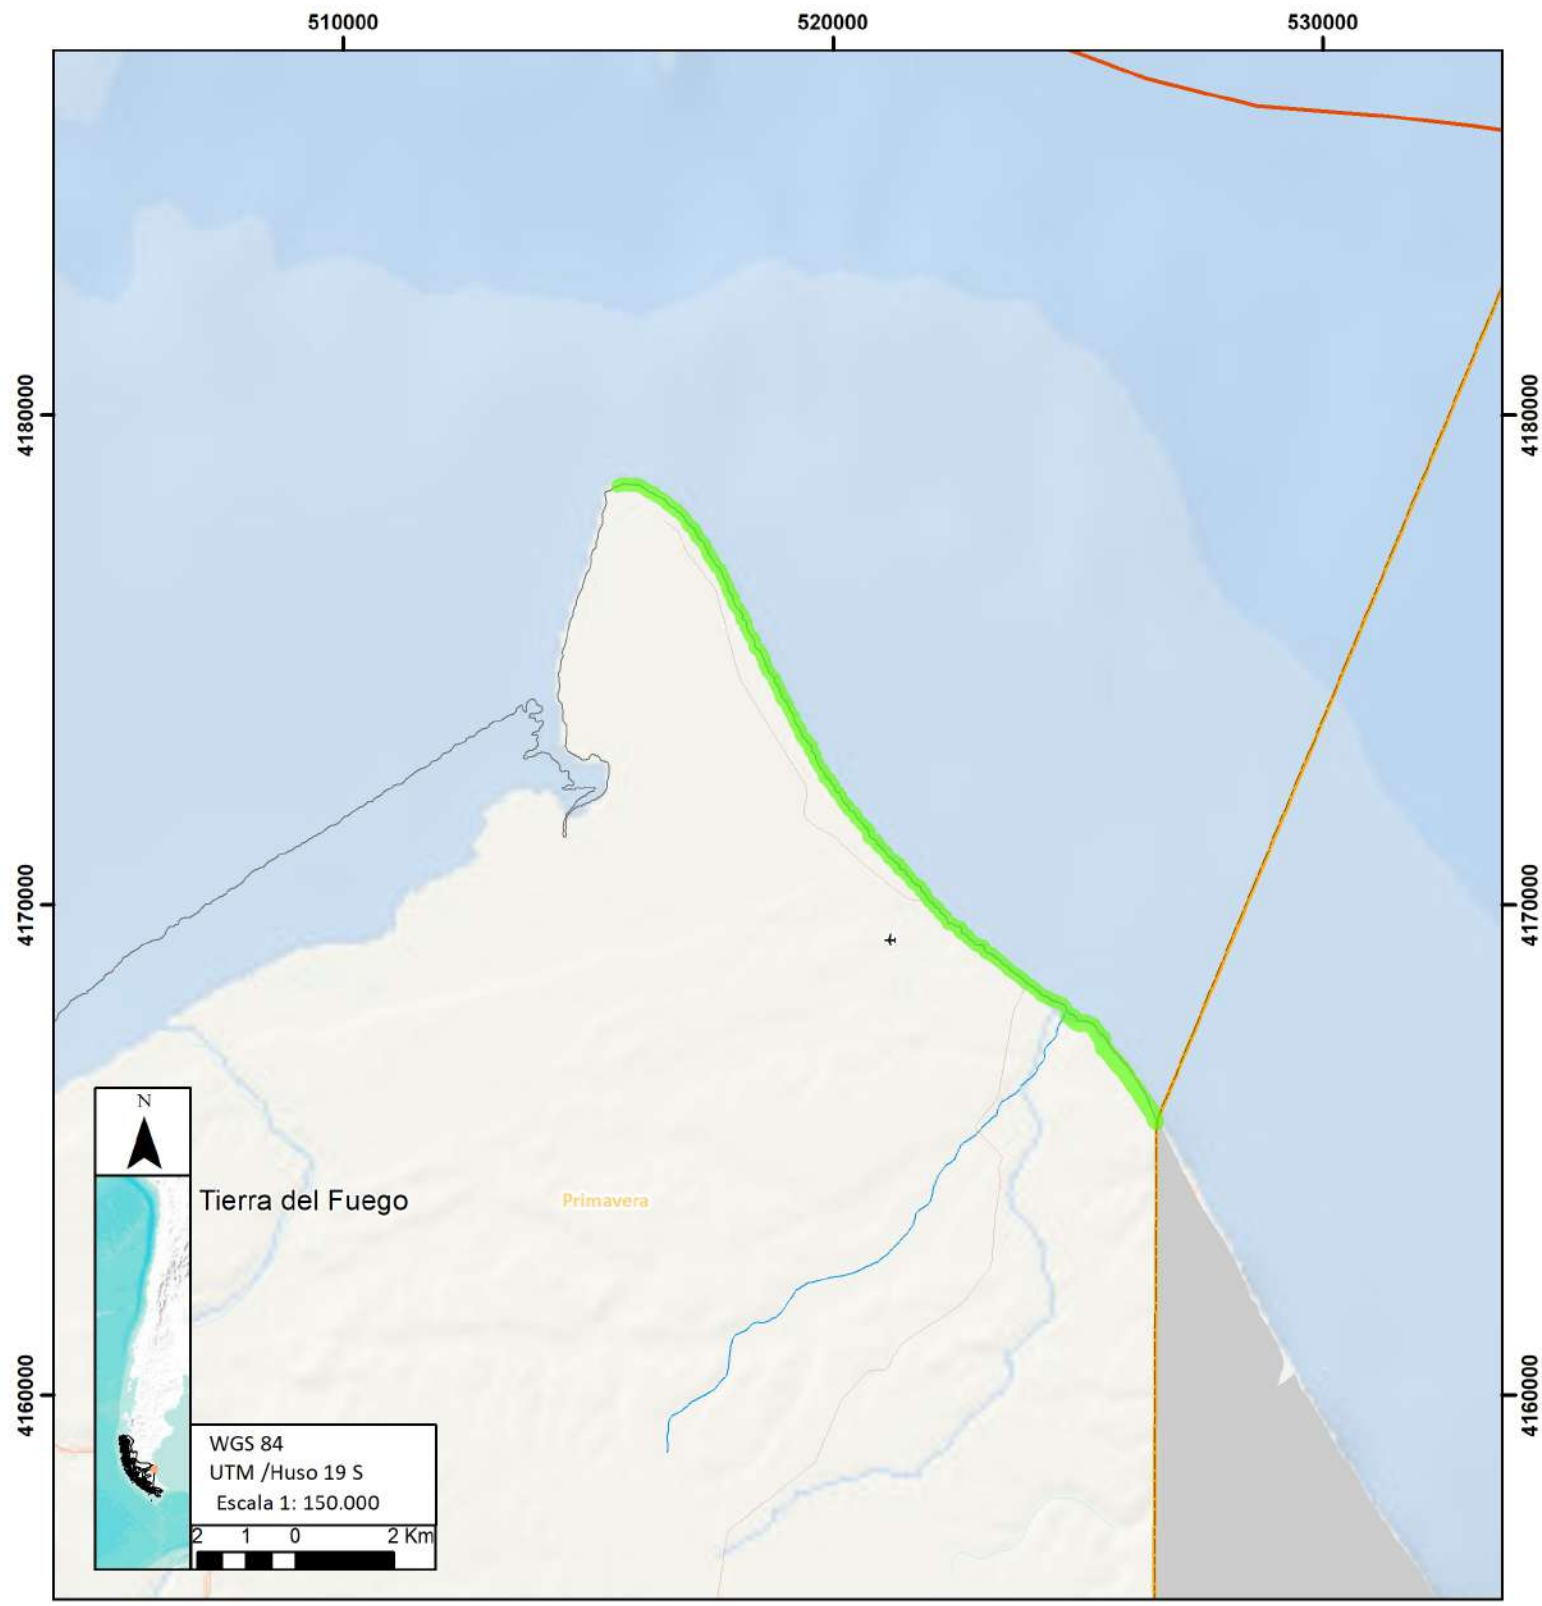 510000
520000
530000
4180000
4180000
4170000
4170000
N
Tierra del Fuego
Primavera
4160000
4160000
WGS 84
UTM /Huso 19 S
Escala 1: 150.000
2 1 0 2 Km